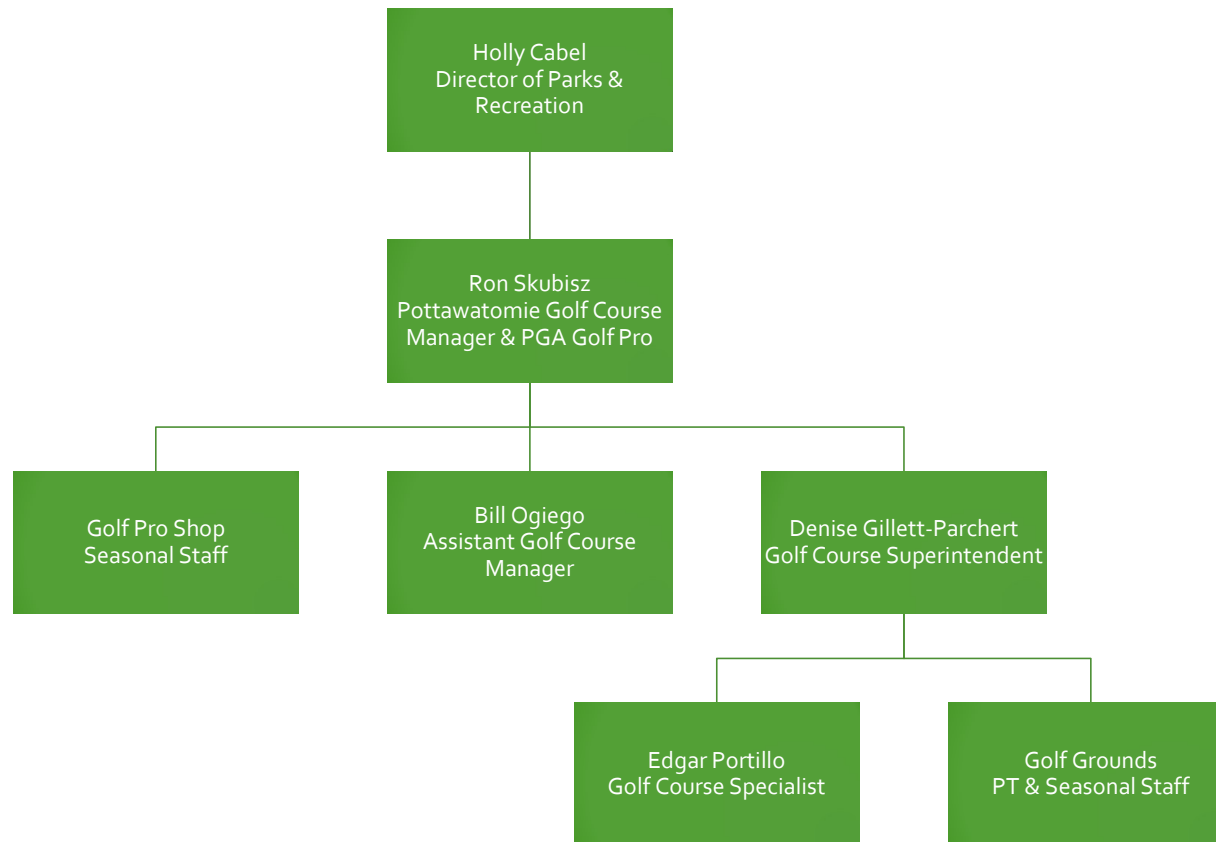 Holly Cabel
Director of Parks &
Recreation
Ron Skubisz
Pottawatomie Golf Course
Manager & PGA Golf Pro
Golf Pro Shop
Seasonal Staff
Bill Ogiego
Assistant Golf Course
Manager
Denise Gillett-Parchert
Golf Course Superintendent
Edgar Portillo
Golf Course Specialist
Golf Grounds
PT & Seasonal Staff